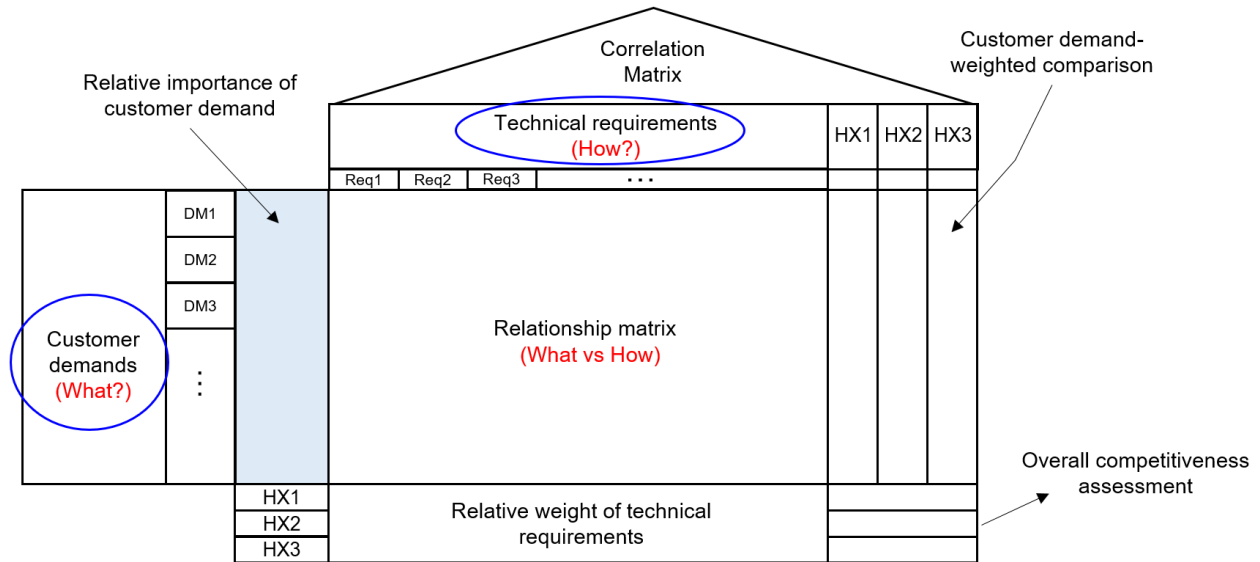 Correlation
Matrix
Customer demand-
weighted comparison
Relative importance of
customer demand
Technical requirements
(How?)
HX1 HX2 HX3
Req1 Req2 Req3 ...
DM1
DM2
DM3
⋮
Customer
demands
(What?)
Relationship matrix
(What vs How)
Overall competitiveness
assessment
HX1
HX2
HX3
Relative weight of technical
requirements